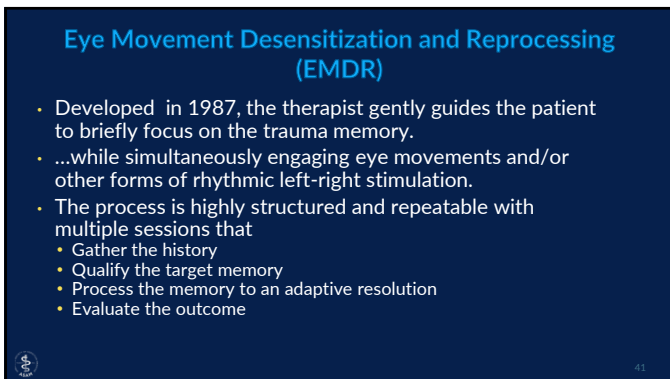 Eye Movement Desensitization and Reprocessing
(EMDR)
• Developed  in 1987, the therapist gently guides the patient
to briefly focus on the trauma memory.
• ...while simultaneously engaging eye movements and/or
other forms of rhythmic left-right stimulation.
• The process is highly structured and repeatable with
multiple sessions that
• Gather the history
• Qualify the target memory
• Process the memory to an adaptive resolution
• Evaluate the outcome
ASAM
41